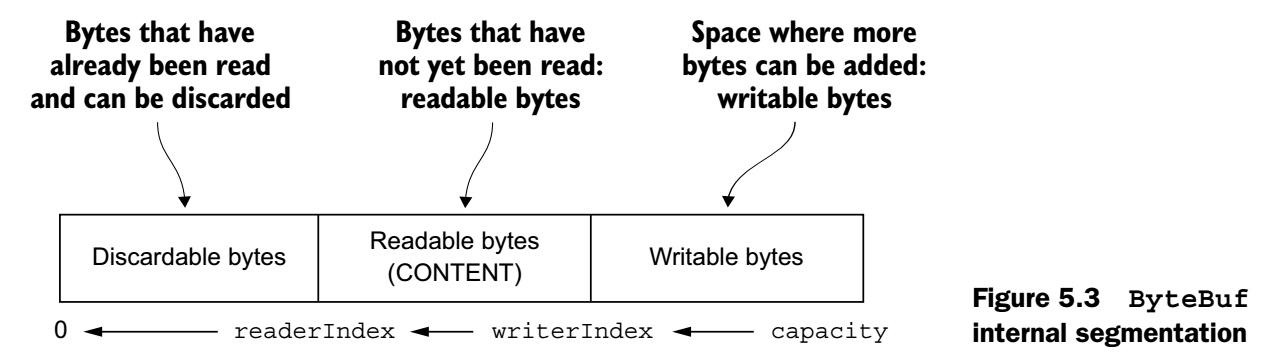 Bytes that have
already been read
and can be discarded
Bytes that have
not yet been read:
readable bytes
Space where more
bytes can be added:
writable bytes
Discardable bytes
Readable bytes
(CONTENT)
Writable bytes
0 readerIndex writerIndex capacity
Figure 5.3 ByteBuf
internal segmentation